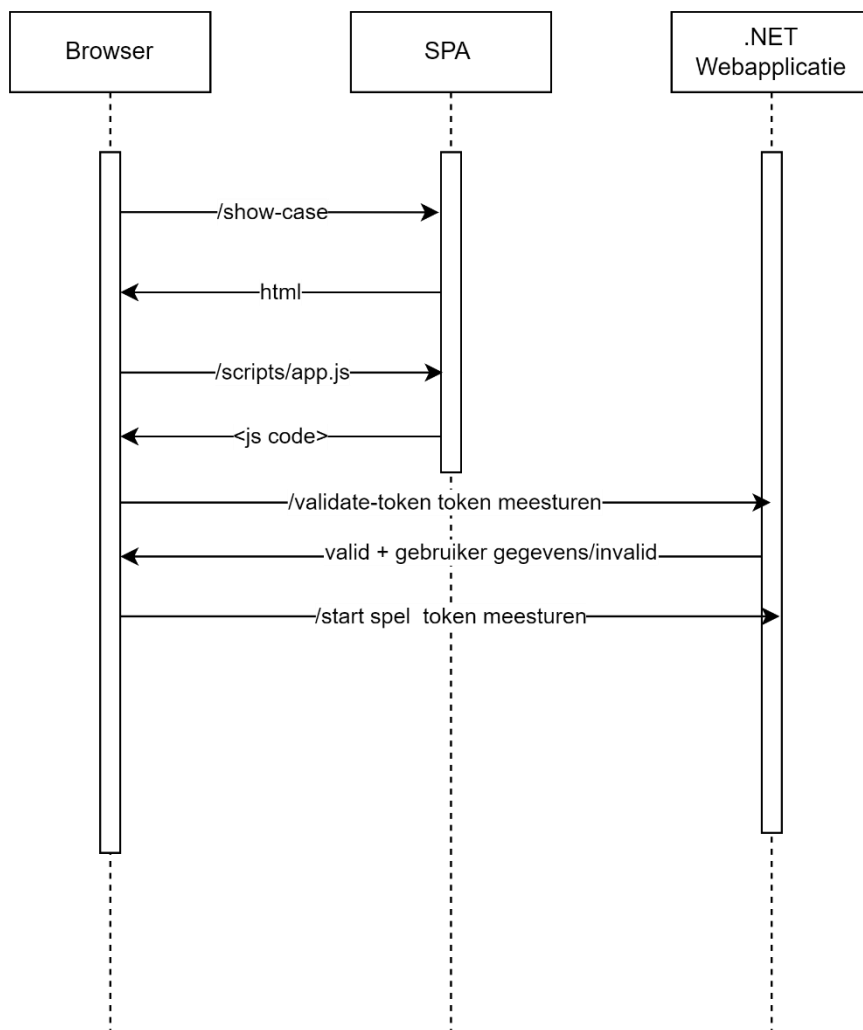 Browser
SPA
.NET
Webapplicatie
/show-case
html
/scripts/app.js
<js code>
/validate-token token meesturen
valid + gebruiker gegevens/invalid
/start spel  token meesturen